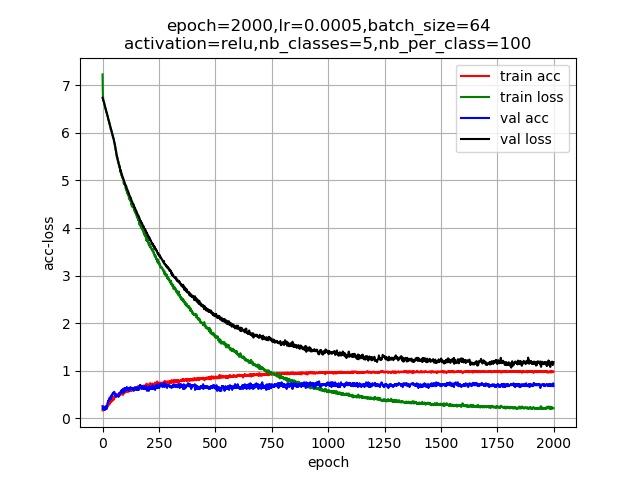 epoch=2000,lr=0.0005,batch_size=64
activation=relu,nb_classes=5,nb_per_class=100
train acc
train loss
val acc
val loss
7
6
5
4
3
2
1
0
acc-loss
0 250 500 750 1000 1250 1500 1750 2000
epoch